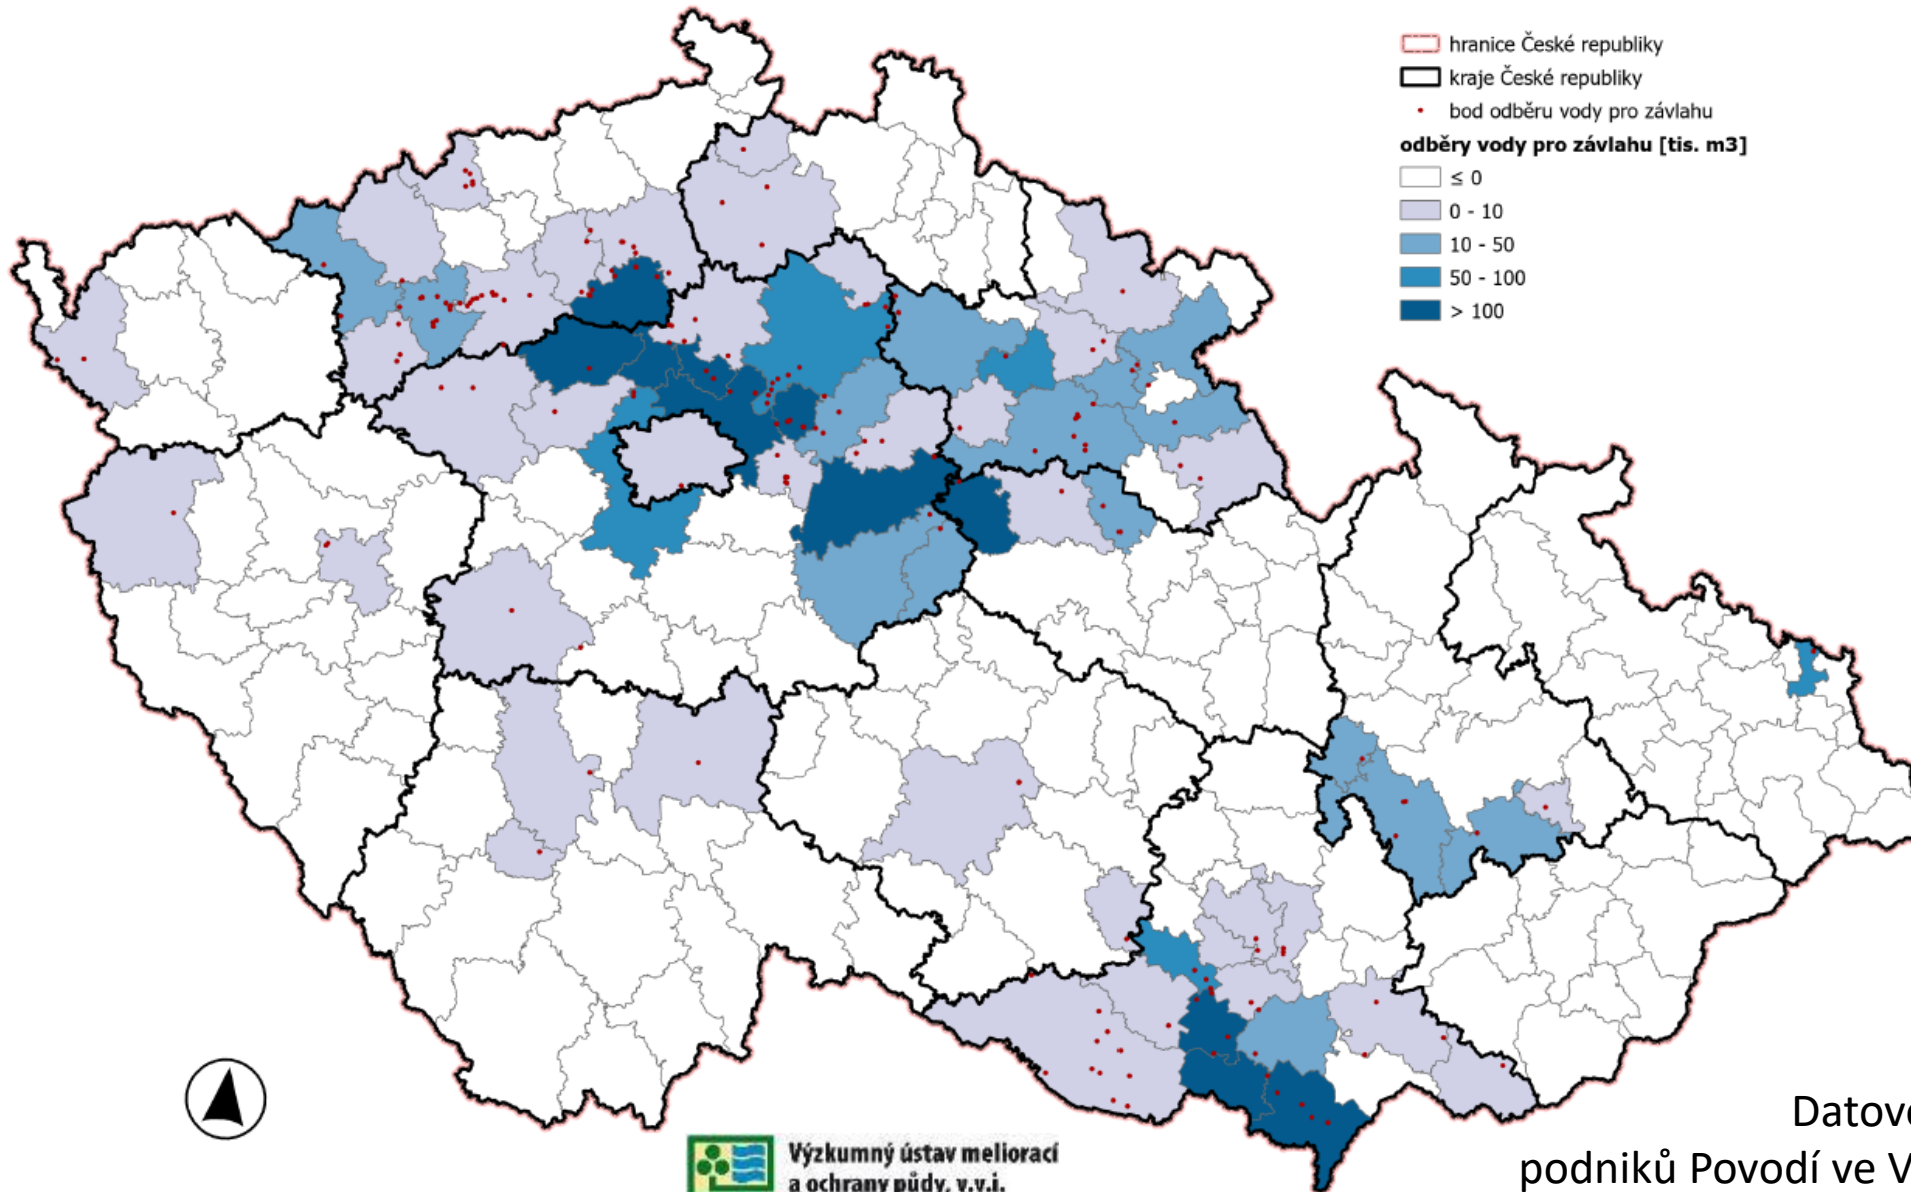 hranice České republiky
kraje České republiky
bod odběru vody pro závlahu
odběry vody pro závlahu [tis. m3]
≤ 0
0 - 10
10 - 50
50 - 100
> 100
Výzkumný ústav meliorací
a ochrany půdy, v.v.i.
Datov
podniků Povodí ve V